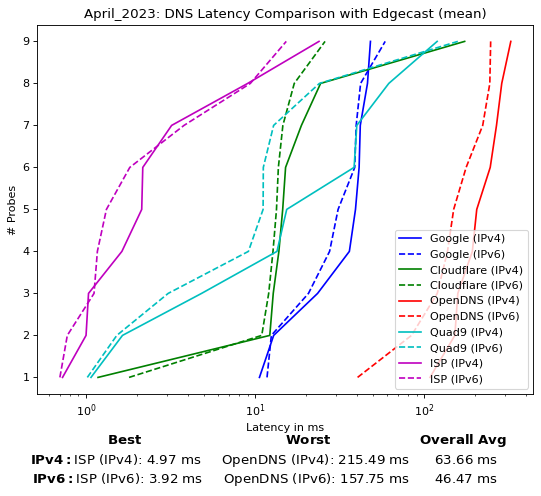 April_2023: DNS Latency Comparison with Edgecast (mean)
9
8
7
6
5
4
3
2
1
# Probes
Google (IPv4)
Google (IPv6)
Cloudflare (IPv4)
Cloudflare (IPv6)
OpenDNS (IPv4)
OpenDNS (IPv6)
Quad9 (IPv4)
Quad9 (IPv6)
ISP (IPv4)
ISP (IPv6)
10⁰ 10¹ 10²
Latency in ms
Best Worst Overall Avg
IPv4: ISP (IPv4): 4.97 ms OpenDNS (IPv4): 215.49 ms 63.66 ms
IPv6: ISP (IPv6): 3.92 ms OpenDNS (IPv6): 157.75 ms 46.47 ms